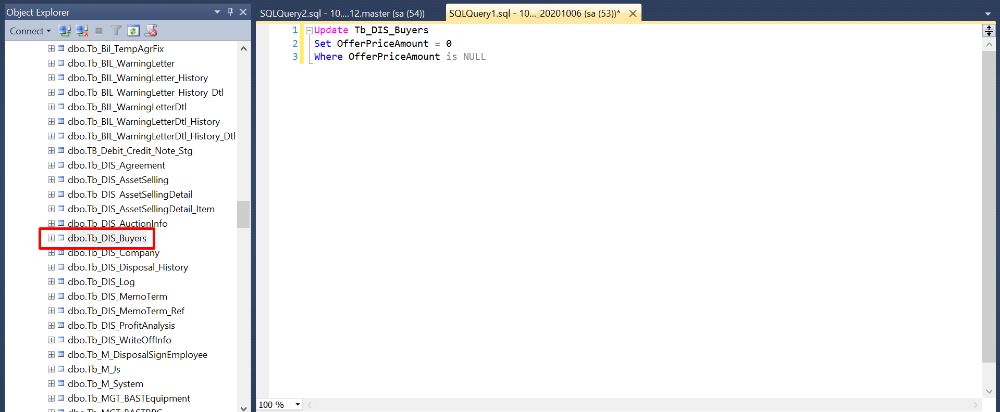 Object Explorer
Connect
dbo.Tb_Bil_TempAgrFix
dbo.Tb_BIL_WarningLetter
dbo.Tb_BIL_WarningLetter_History
dbo.Tb_BIL_WarningLetter_History_Dtl
dbo.Tb_BIL_WarningLetterDtl
dbo.Tb_BIL_WarningLetterDtl_History
dbo.Tb_BIL_WarningLetterDtl_History_Dtl
dbo.TB_Debit_Credit_Note_Stg
dbo.Tb_DIS_Agreement
dbo.Tb_DIS_AssetSelling
dbo.Tb_DIS_AssetSellingDetail
dbo.Tb_DIS_AssetSellingDetail_Item
dbo.Tb_DIS_AuctionInfo
dbo.Tb_DIS_Buyers
dbo.Tb_DIS_Company
dbo.Tb_DIS_Disposal_History
dbo.Tb_DIS_Log
dbo.Tb_DIS_MemoTerm
dbo.Tb_DIS_MemoTerm_Ref
dbo.Tb_DIS_ProfitAnalysis
dbo.Tb_DIS_WriteOffInfo
dbo.Tb_M_DisposalSignEmployee
dbo.Tb_M_Js
dbo.Tb_M_System
dbo.Tb_MGT_BASTEquipment
SQLQuery2.sql - 10....12.master (sa (54))
SQLQuery1.sql - 10..._20201006 (sa (53))*
1 Update Tb_DIS_Buyers
2 Set OfferPriceAmount = 0
3 Where OfferPriceAmount is NULL
100 %